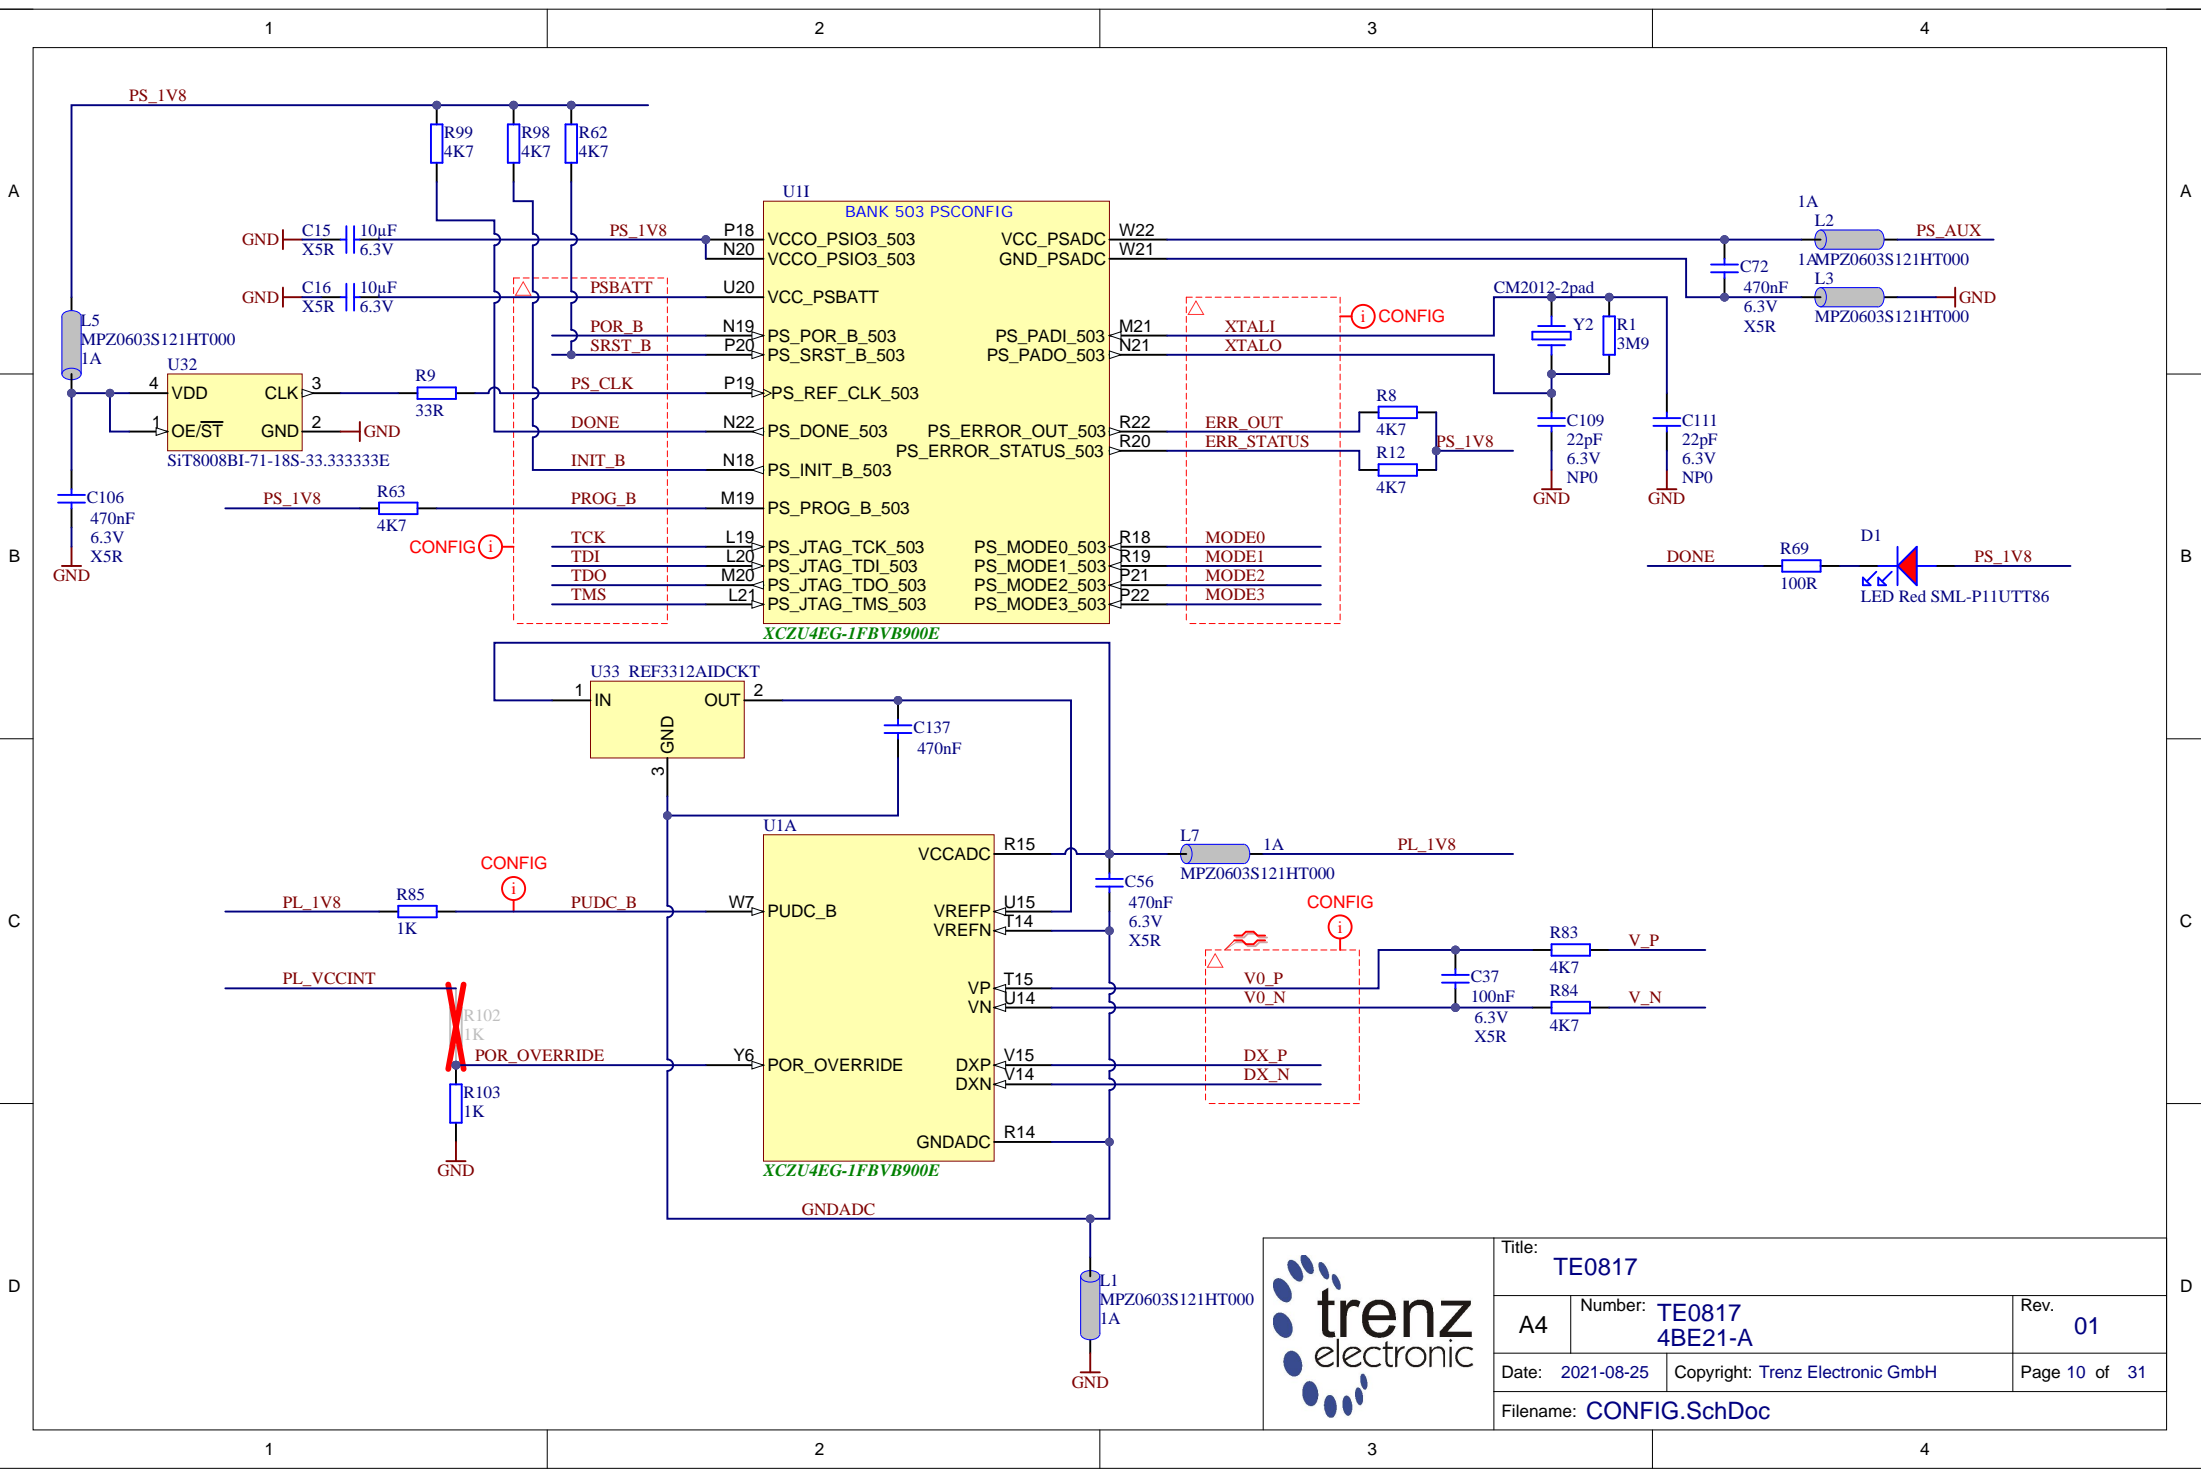 1 2 3 4
A
B
C
D
A
B
C
D
PS_1V8
R99
4K7
R98
4K7
R62
4K7
GND
C15
X5R
10µF
6.3V
PS_1V8
GND
C16
X5R
10µF
6.3V
PSBATT
POR_B
SRST_B
L5
MPZ0603S121HT000
1A
U32
4 VDD CLK 3
1 OE/ST GND 2 GND
SiT8008BI-71-18S-33.333333E
R9
33R
PS_CLK
DONE
INIT_B
C106
470nF
6.3V
X5R
GND
PS_1V8
R63
4K7
PROG_B
CONFIG i
TCK
TDI
TDO
TMS
U1I
BANK 503 PSCONFIG
P18 VCCO_PSIO3_503
N20 VCCO_PSIO3_503
U20 VCC_PSBATT
N19 PS_POR_B_503
P20 PS_SRST_B_503
P19 PS_REF_CLK_503
N22 PS_DONE_503
N18 PS_INIT_B_503
M19 PS_PROG_B_503
L19 PS_JTAG_TCK_503
L20 PS_JTAG_TDI_503
M20 PS_JTAG_TDO_503
L21 PS_JTAG_TMS_503
VCC_PSADC W22
GND_PSADC W21
PS_PADI_503 M21
PS_PADO_503 N21
PS_ERROR_OUT_503 R22
PS_ERROR_STATUS_503 R20
PS_MODE0_503 R18
PS_MODE1_503 R19
PS_MODE2_503 P21
PS_MODE3_503 P22
XCZU4EG-1FBVB900E
XTALI
XTALO
i CONFIG
ERR_OUT
ERR_STATUS
R8
4K7
R12
4K7
PS_1V8
MODE0
MODE1
MODE2
MODE3
CM2012-2pad
Y2
R1
3M9
C109
22pF
6.3V
NP0
GND
C111
22pF
6.3V
NP0
GND
1A
L2
MPZ0603S121HT000
PS_AUX
C72
470nF
6.3V
X5R
1A
L3
MPZ0603S121HT000
GND
DONE
R69
100R
D1
LED Red SML-P11UTT86
PS_1V8
U33 REF3312AIDCKT
1 IN OUT 2
GND
3
C137
470nF
U1A
VCCADC R15
W7 PUDC_B
VREFP U15
VREFN T14
VP T15
VN U14
Y6 POR_OVERRIDE
DXP V15
DXN V14
GNDADC R14
XCZU4EG-1FBVB900E
CONFIG
i
PL_1V8
R85
1K
PUDC_B
PL_VCCINT
R102
1K
POR_OVERRIDE
R103
1K
GND
L7
1A
MPZ0603S121HT000
PL_1V8
C56
470nF
6.3V
X5R
CONFIG
i
V0_P
V0_N
DX_P
DX_N
C37
100nF
6.3V
X5R
R83
4K7
V_P
R84
4K7
V_N
GNDADC
L1
MPZ0603S121HT000
1A
GND
trenz
electronic
Title:
TE0817
A4
Number: TE0817
4BE21-A
Rev.
01
Date: 2021-08-25
Copyright: Trenz Electronic GmbH
Page 10 of 31
Filename: CONFIG.SchDoc
1 2 3 4